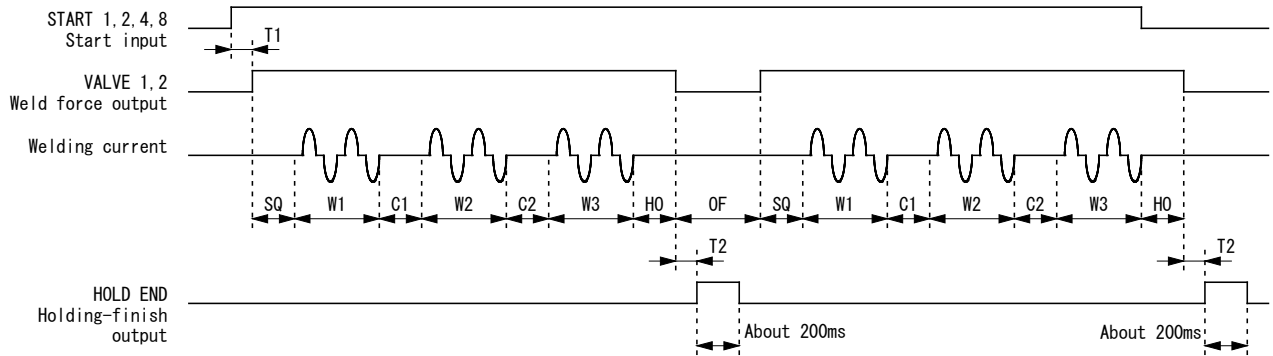 START 1,2,4,8
Start input
T1
VALVE 1,2
Weld force output
Welding current
SQ W1 C1 W2 C2 W3 HO OF SQ W1 C1 W2 C2 W3 HO
T2 T2
HOLD END
Holding-finish
output
About 200ms About 200ms